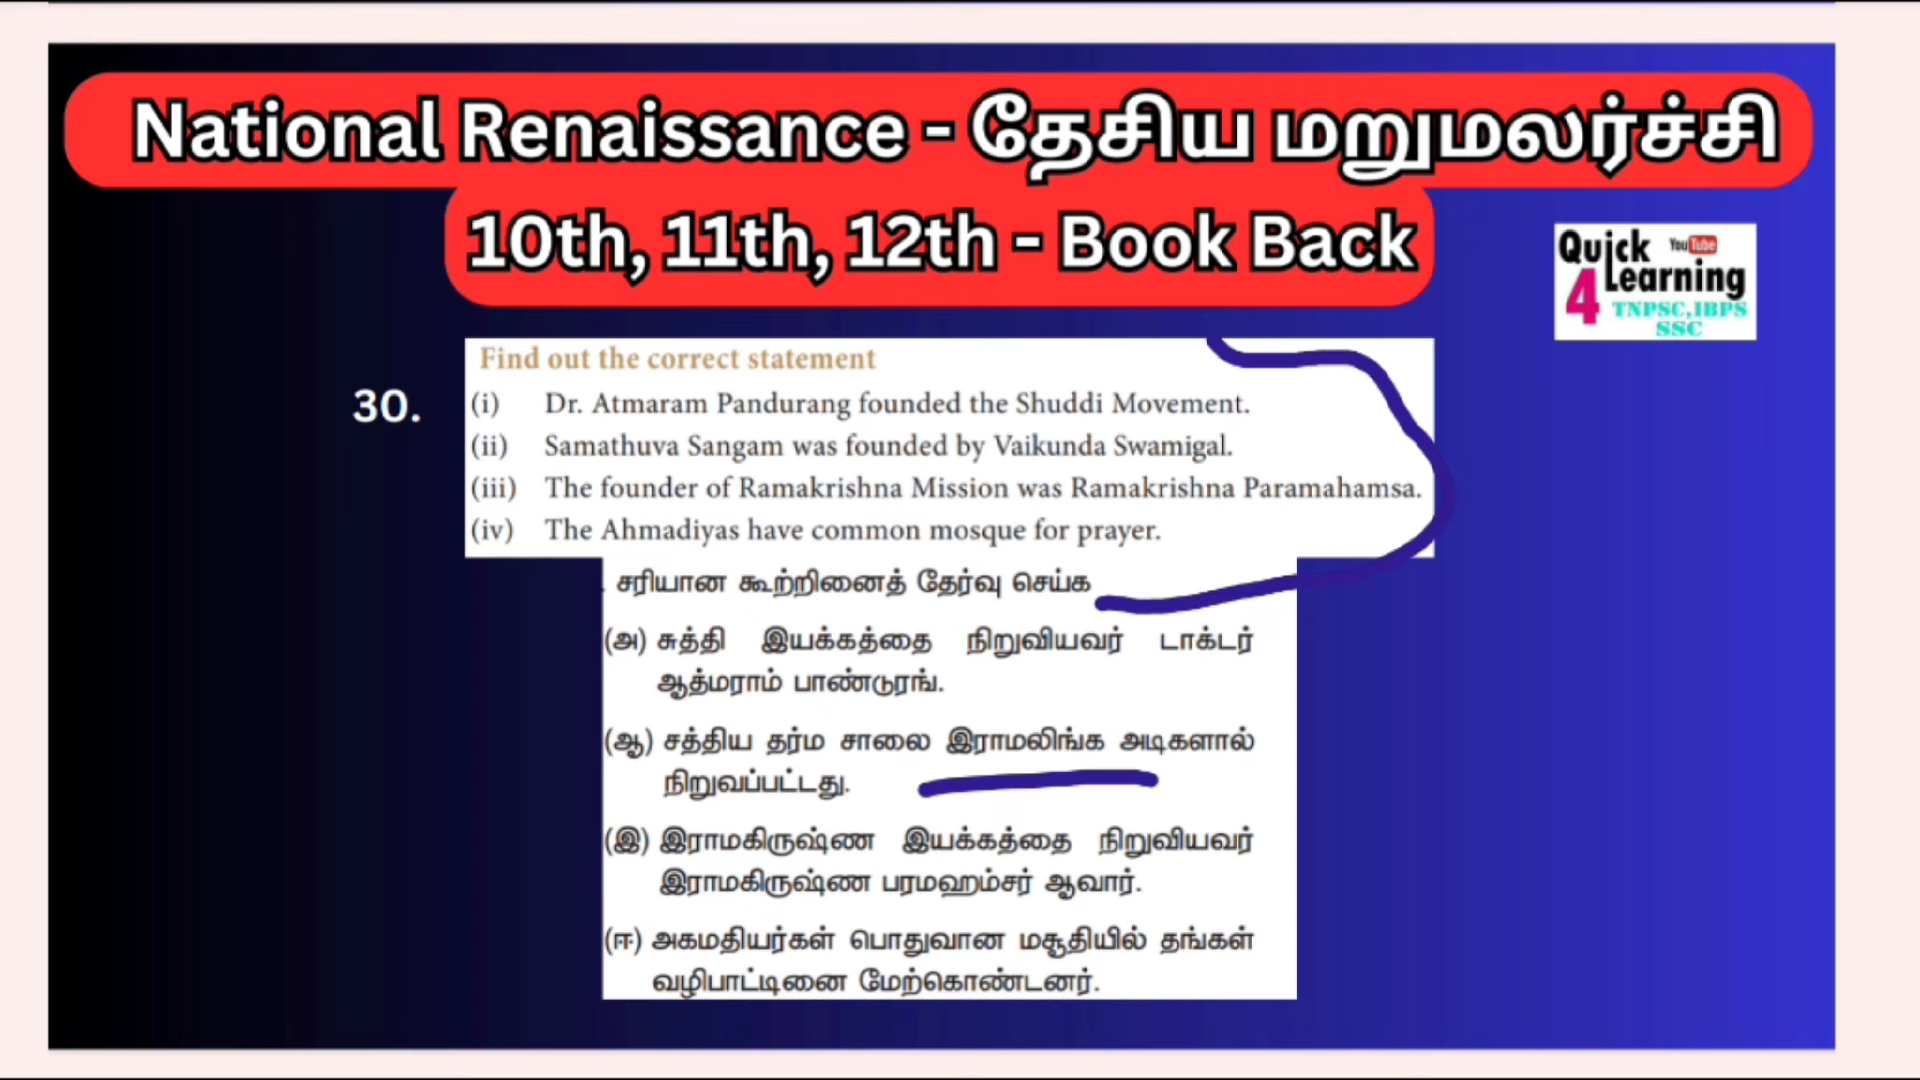 National Renaissance - தேசிய மறுமலர்ச்சி
10th, 11th, 12th - Book Back
Quick YouTube
4 Learning
TNPSC,IBPS
SSC
30.
Find out the correct statement
(i) Dr. Atmaram Pandurang founded the Shuddi Movement.
(ii) Samathuva Sangam was founded by Vaikunda Swamigal.
(iii) The founder of Ramakrishna Mission was Ramakrishna Paramahamsa.
(iv) The Ahmadiyas have common mosque for prayer.
. சரியான கூற்றினைத் தேர்வு செய்க
(அ) சுத்தி இயக்கத்தை நிறுவியவர் டாக்டர்
ஆத்மராம் பாண்டுரங்.
(ஆ) சத்திய தர்ம சாலை இராமலிங்க அடிகளால்
நிறுவப்பட்டது.
(இ) இராமகிருஷ்ண இயக்கத்தை நிறுவியவர்
இராமகிருஷ்ண பரமஹம்சர் ஆவார்.
(ஈ) அகமதியர்கள் பொதுவான மசூதியில் தங்கள்
வழிபாட்டினை மேற்கொண்டனர்.